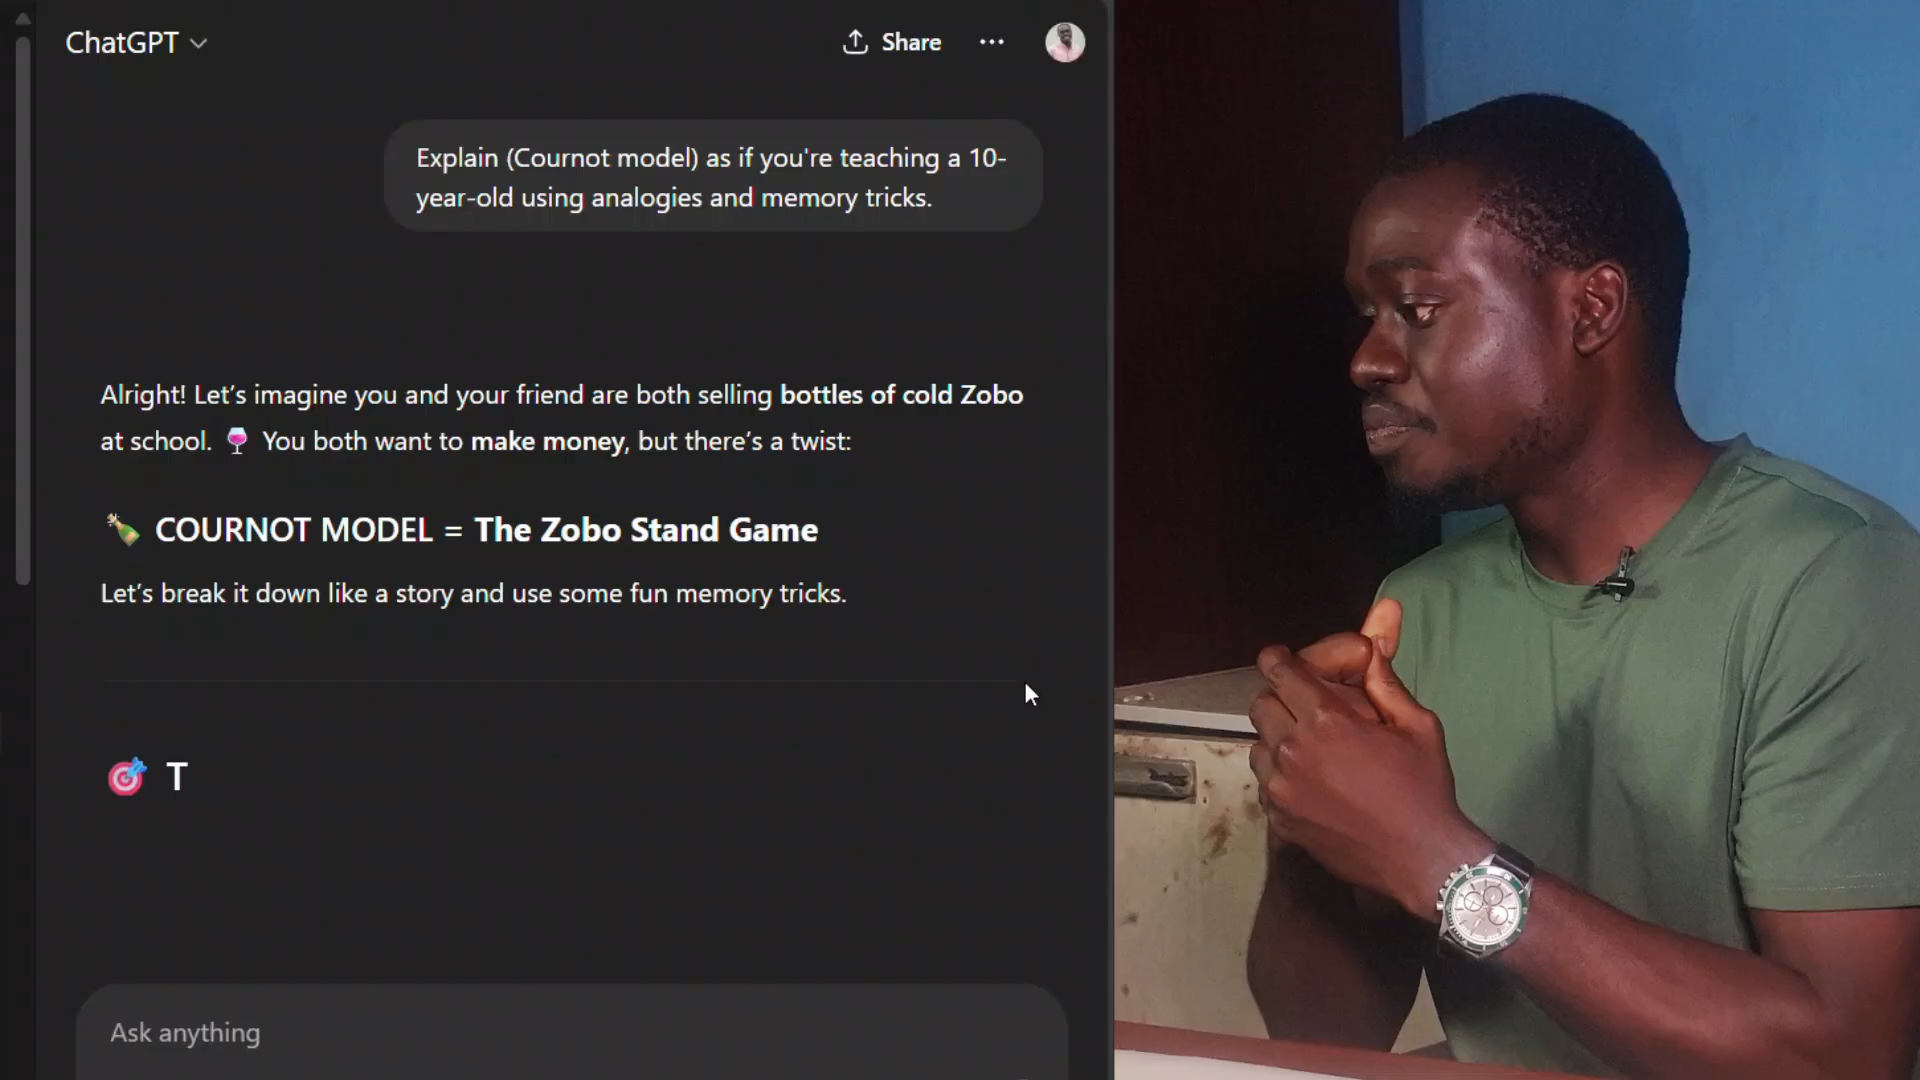 ChatGPT
Share
Explain (Cournot model) as if you're teaching a 10-
year-old using analogies and memory tricks.
Alright! Let’s imagine you and your friend are both selling bottles of cold Zobo
at school. 🍷 You both want to make money, but there’s a twist:
🍾 COURNOT MODEL = The Zobo Stand Game
Let’s break it down like a story and use some fun memory tricks.
🎯 T
Ask anything